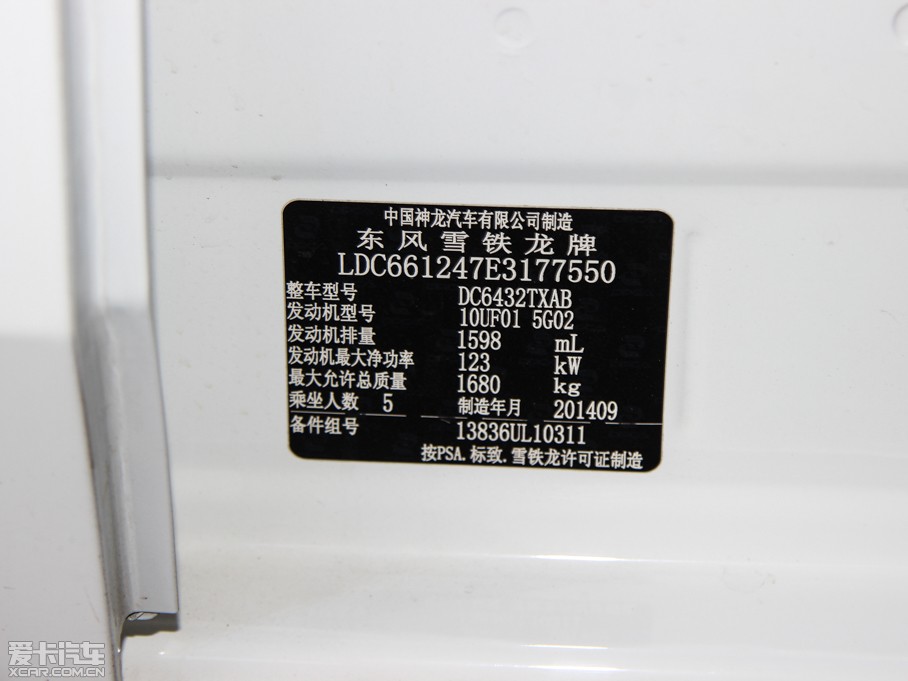 中国神龙汽车有限公司制造
东风雪铁龙牌
LDC661247E3177550
整车型号 DC6432TXAB
发动机型号 10UF01 5G02
发动机排量 1598 mL
发动机最大净功率 123 kW
最大允许总质量 1680 kg
乘坐人数 5 制造年月 201409
备件组号 13836UL10311
按PSA.标致.雪铁龙许可证制造
爱卡汽车
XCAR.COM.CN